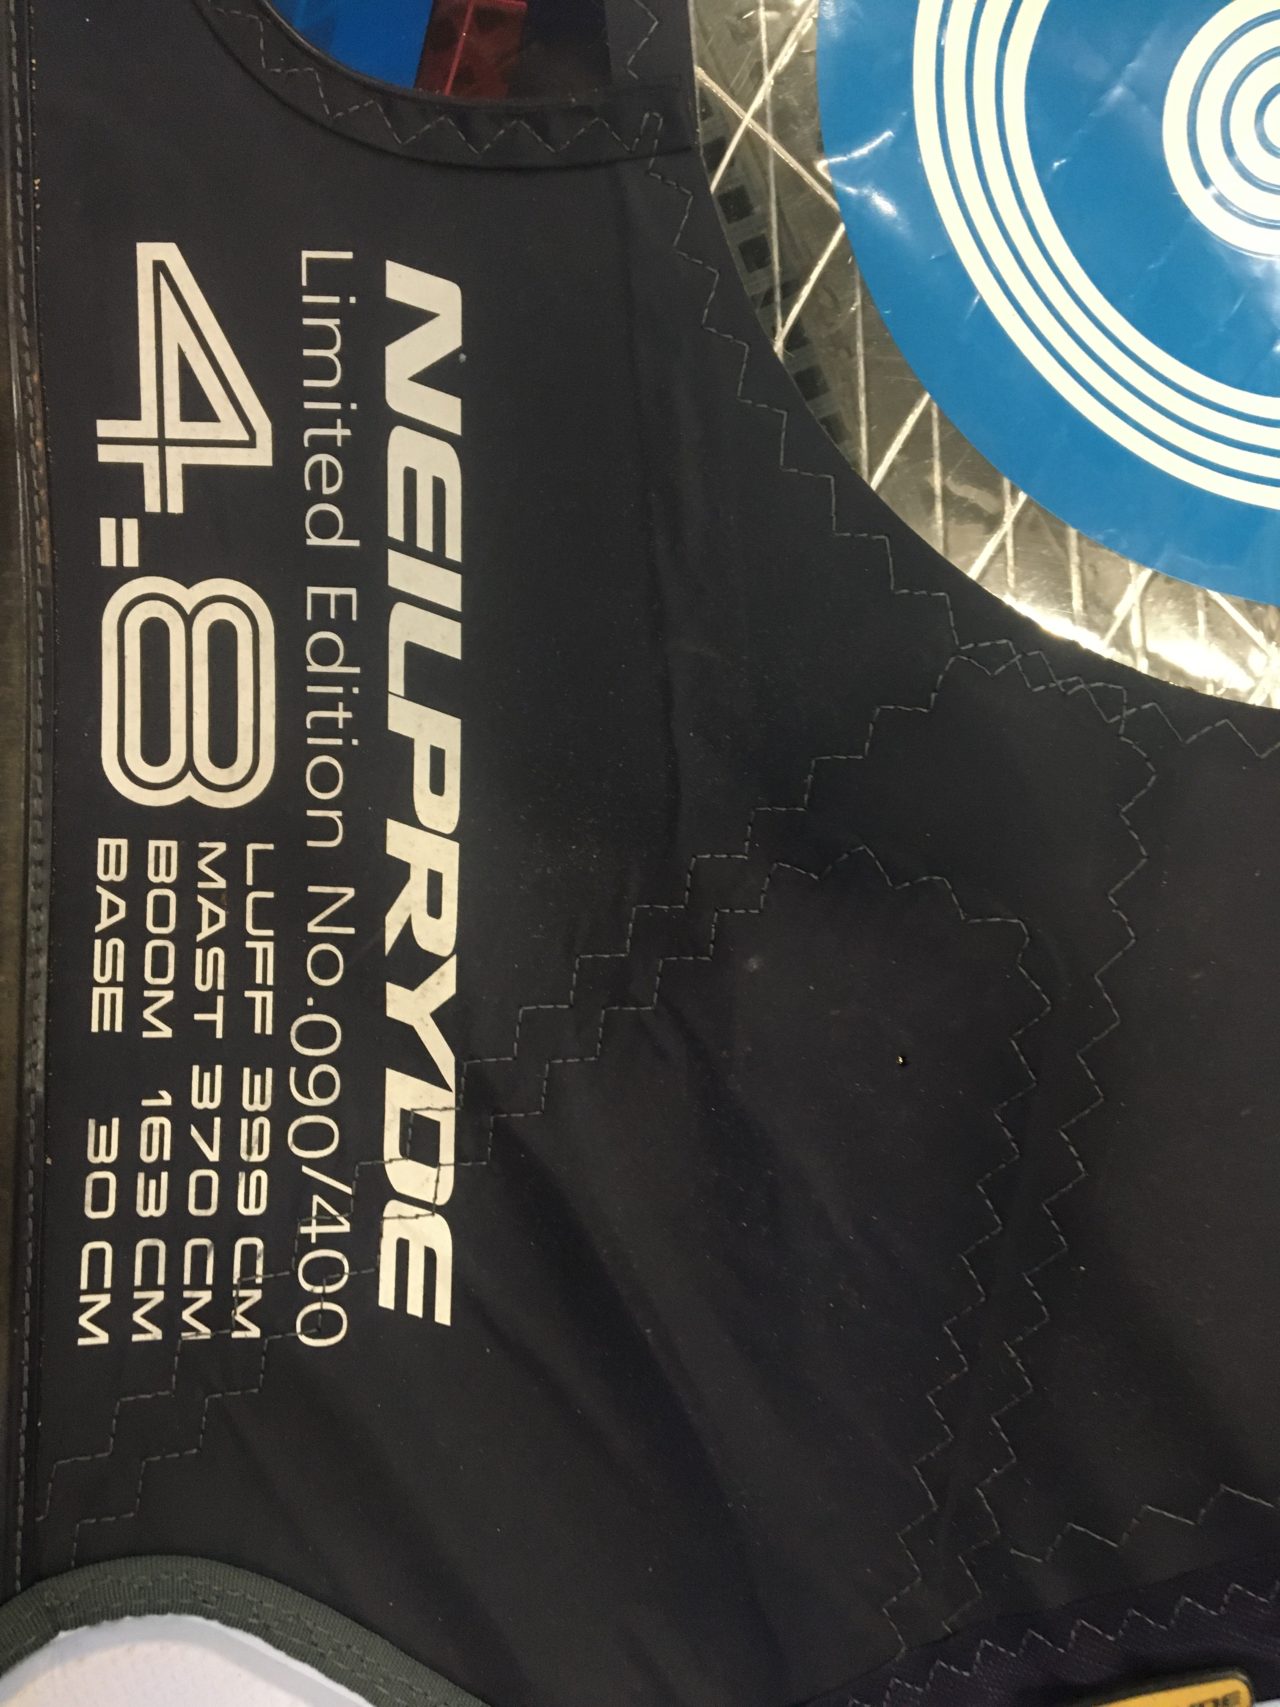 NEILPRYDE
Limited Edition No.090/400
4.8
LUFF 399 CM
MAST 370 CM
BOOM 163 CM
BASE 30 CM